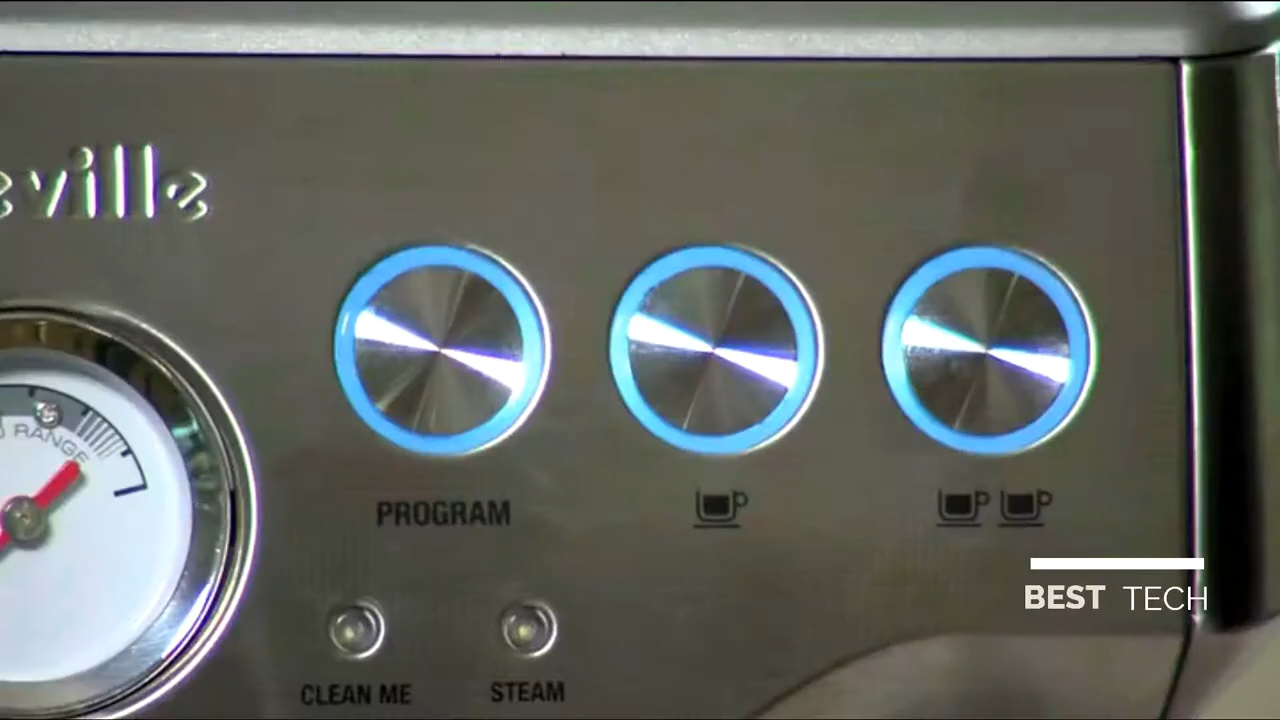 eville
RANGE
PROGRAM
BEST TECH
CLEAN ME
STEAM